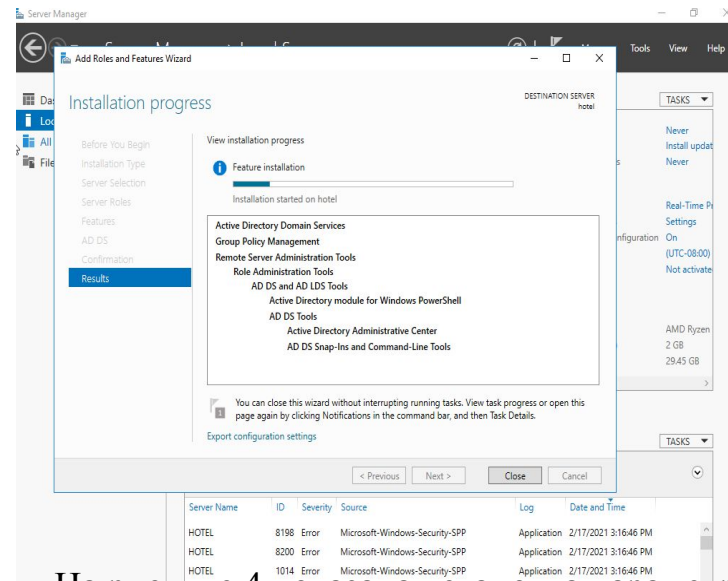 Server Manager
Tools View Help
Add Roles and Features Wizard
Installation progress
DESTINATION SERVER
hotel
TASKS
Before You Begin
Installation Type
Server Selection
Server Roles
Features
AD DS
Confirmation
Results
View installation progress
Feature installation
Installation started on hotel
Active Directory Domain Services
Group Policy Management
Remote Server Administration Tools
Role Administration Tools
AD DS and AD LDS Tools
Active Directory module for Windows PowerShell
AD DS Tools
Active Directory Administrative Center
AD DS Snap-Ins and Command-Line Tools
1
You can close this wizard without interrupting running tasks. View task progress or open this
page again by clicking Notifications in the command bar, and then Task Details.
Export configuration settings
< Previous Next > Close Cancel
All
File
Never
Install updat
Never
Real-Time Pr
Settings
nfiguration On
(UTC-08:00)
Not activate
AMD Ryzen
2 GB
29.45 GB
TASKS
Server Name ID Severity Source Log Date and Time
HOTEL 8198 Error Microsoft-Windows-Security-SPP Application 2/17/2021 3:16:46 PM
HOTEL 8200 Error Microsoft-Windows-Security-SPP Application 2/17/2021 3:16:46 PM
HOTEL 1014 Error Microsoft-Windows-Security-SPP Application 2/17/2021 3:16:46 PM